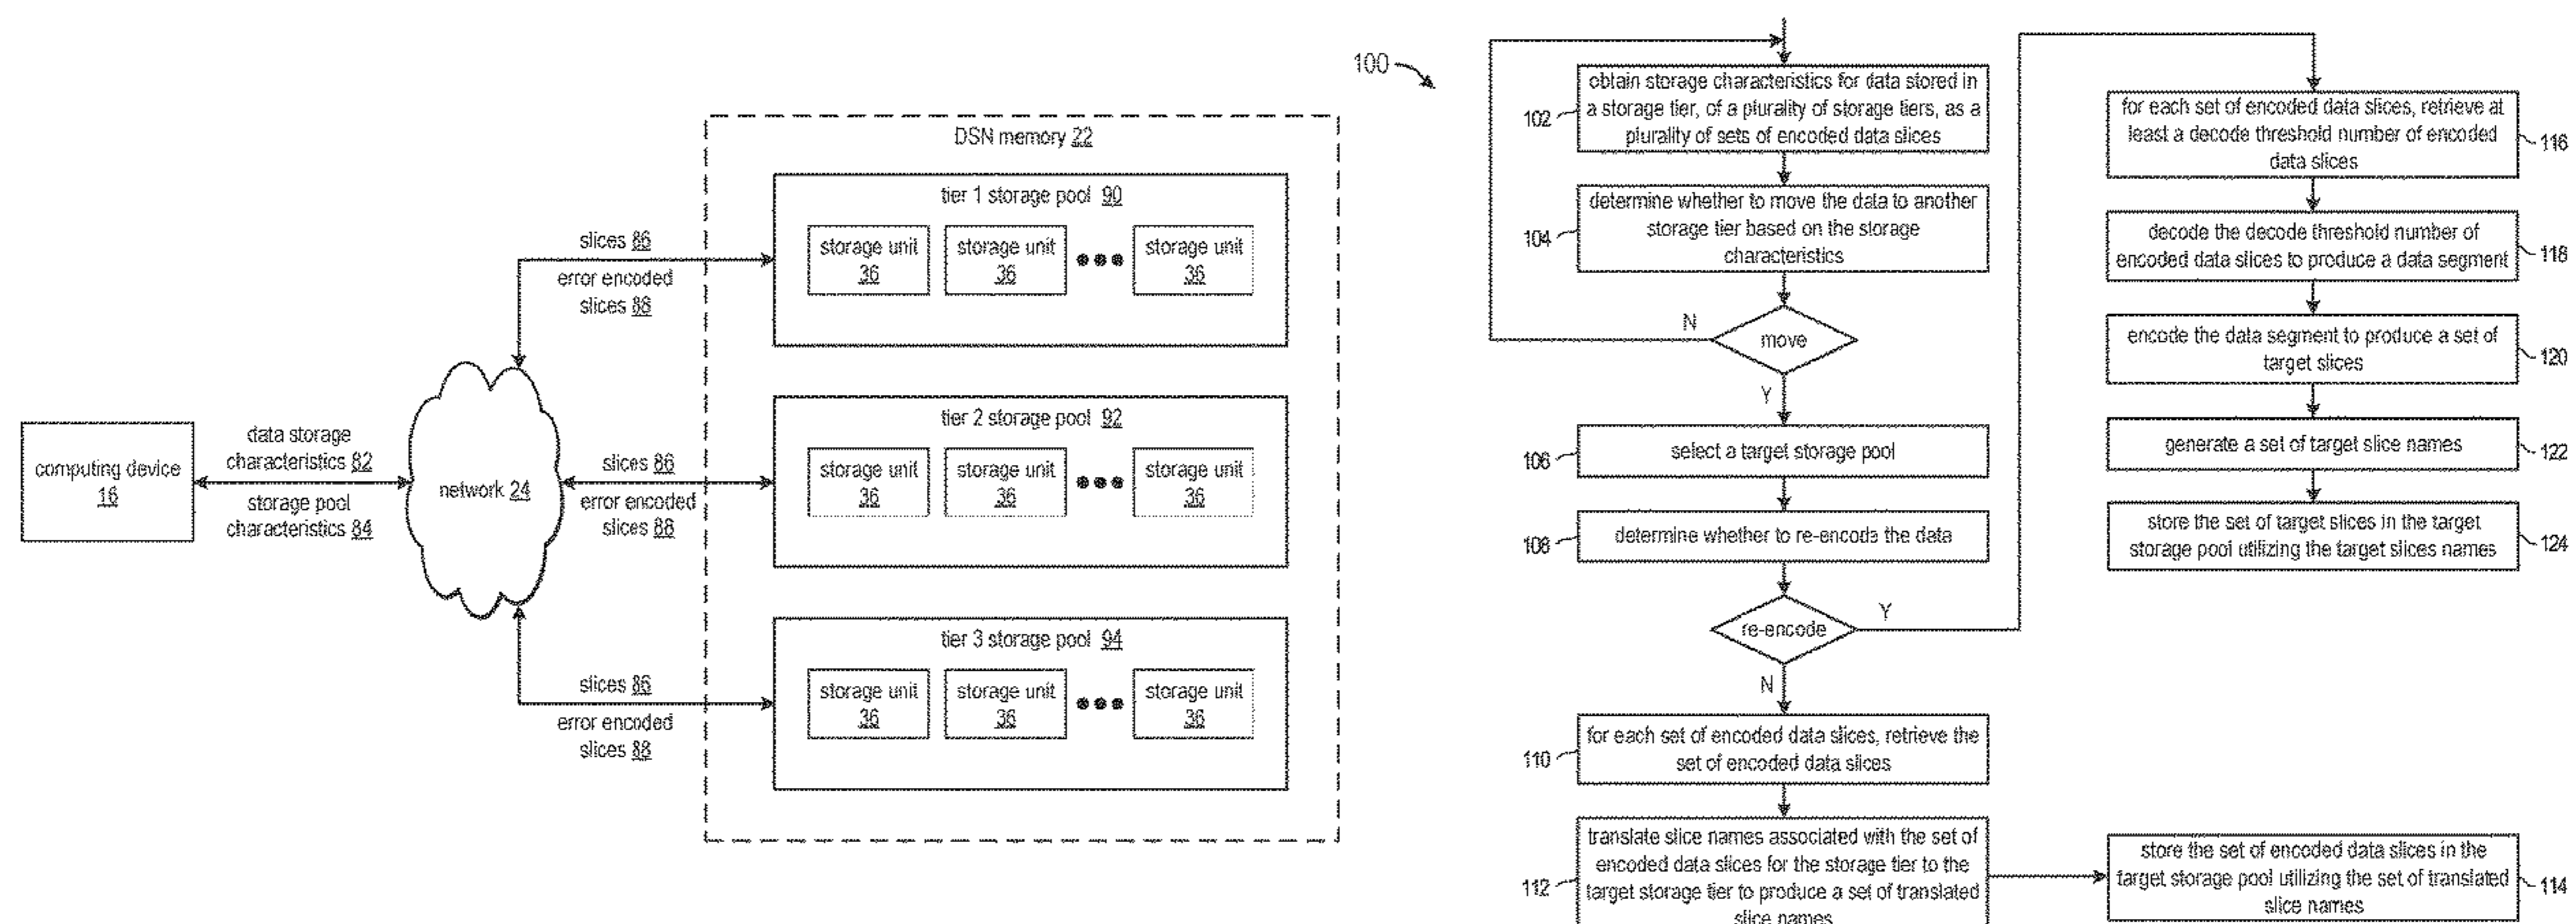 DSN memory 22
tier 1 storage pool 90
storage unit
36
storage unit
36
storage unit
36
slices 86
error encoded
slices 88
tier 2 storage pool 92
storage unit
36
storage unit
36
storage unit
36
computing device
16
data storage
characteristics 82
storage pool
characteristics 84
network 24
slices 86
error encoded
slices 88
tier 3 storage pool 94
storage unit
36
storage unit
36
storage unit
36
slices 86
error encoded
slices 88
100
102
obtain storage characteristics for data stored in
a storage tier, of a plurality of storage tiers, as a
plurality of sets of encoded data slices
104
determine whether to move the data to another
storage tier based on the storage
characteristics
move
N
Y
106
select a target storage pool
108
determine whether to re-encode the data
re-encode
Y
N
110
for each set of encoded data slices, retrieve the
set of encoded data slices
112
translate slice names associated with the set of
encoded data slices for the storage tier to the
target storage tier to produce a set of translated
slice names
store the set of encoded data slices in the
target storage pool utilizing the set of translated
slice names
114
for each set of encoded data slices, retrieve at
least a decode threshold number of encoded
data slices
116
decode the decode threshold number of
encoded data slices to produce a data segment
118
encode the data segment to produce a set of
target slices
120
generate a set of target slice names
122
store the set of target slices in the target
storage pool utilizing the target slices names
124